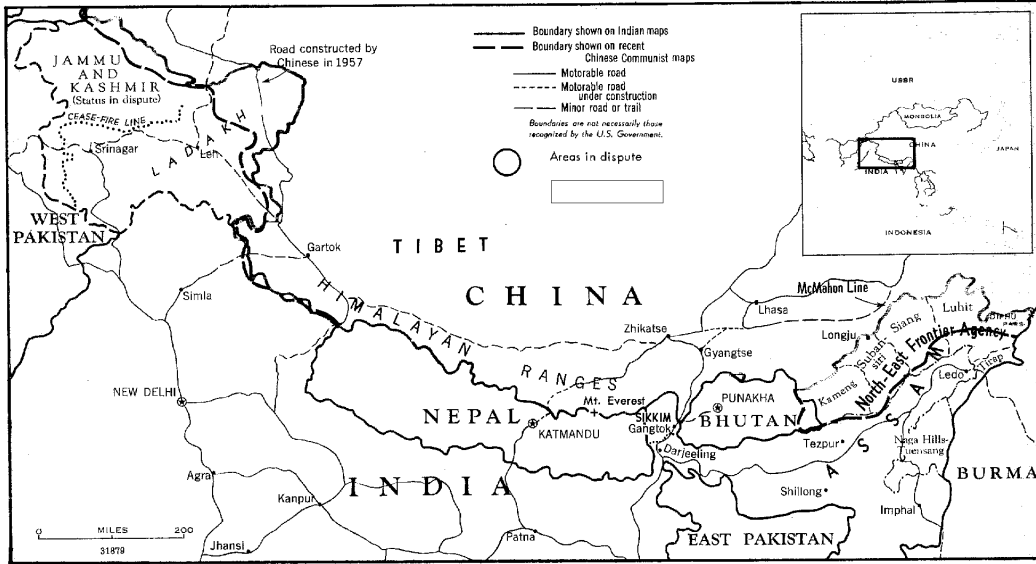 Boundary shown on Indian maps
Boundary shown on recent
Chinese Communist maps
Motorable road
Motorable road
under construction
Minor road or trail
Boundaries are not necessarily those
recognized by the U.S. Government.
Areas in dispute
Road constructed by
Chinese in 1957
JAMMU
AND
KASHMIR
(Status in dispute)
CEASE-FIRE LINE
Srinagar
LADAKH
Leh
WEST
PAKISTAN
Gartok
Simla
TIBET
CHINA
HIMALAYAN
RANGES
NEW DELHI
NEPAL
Mt. Everest
KATMANDU
Zhikatse
Gyangtse
Lhasa
McMahon Line
Longju
Siang
Luhit
DIPHU
PASS
Subansiri
Kameng
North-East Frontier Agency
Tirap
Ledo
PUNAKHA
BHUTAN
SIKKIM
Gangtok
Darjeeling
Tezpur
ASSAM
Naga Hills-
Tuensang
Shillong
Imphal
BURMA
Agra
Kanpur
INDIA
Jhansi
Patna
EAST PAKISTAN
0 MILES 200
31879
USSR
MONGOLIA
CHINA
JAPAN
INDIA
INDONESIA